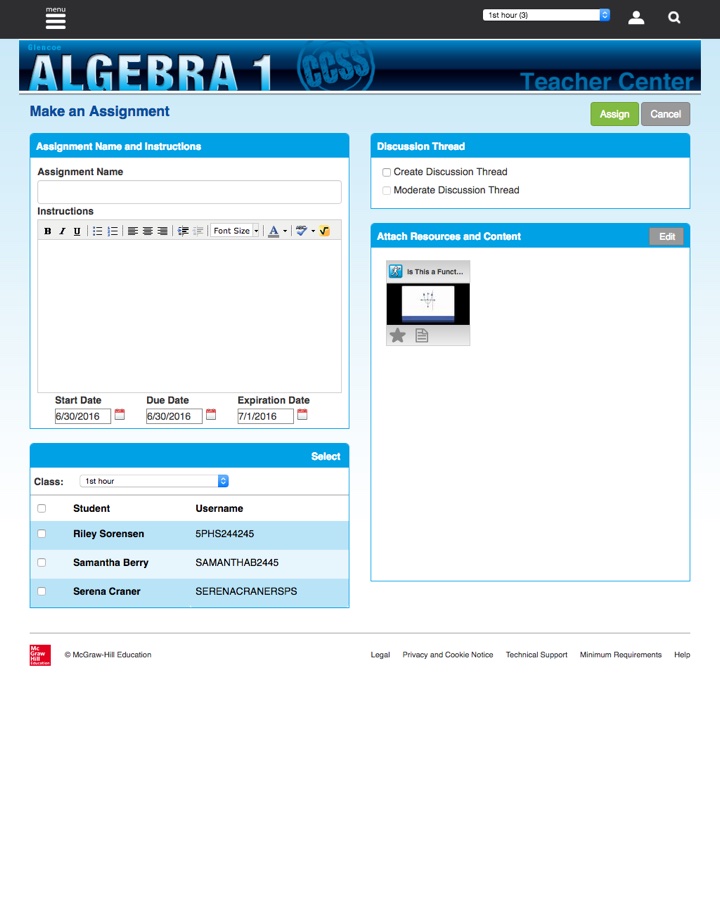 menu
1st hour (3)
Glencoe
ALGEBRA 1
CCSS
Teacher Center
Make an Assignment
Assign
Cancel
Assignment Name and Instructions
Assignment Name
Instructions
B I U
Font Size
A
Start Date Due Date Expiration Date
6/30/2016 6/30/2016 7/1/2016
Select
Class: 1st hour
Student Username
Riley Sorensen 5PHS244245
Samantha Berry SAMANTHAB2445
Serena Craner SERENACRANERSPS
Discussion Thread
Create Discussion Thread
Moderate Discussion Thread
Attach Resources and Content
Edit
Is This a Funct...
Mc
Graw
Hill
Education
© McGraw-Hill Education
Legal Privacy and Cookie Notice Technical Support Minimum Requirements Help